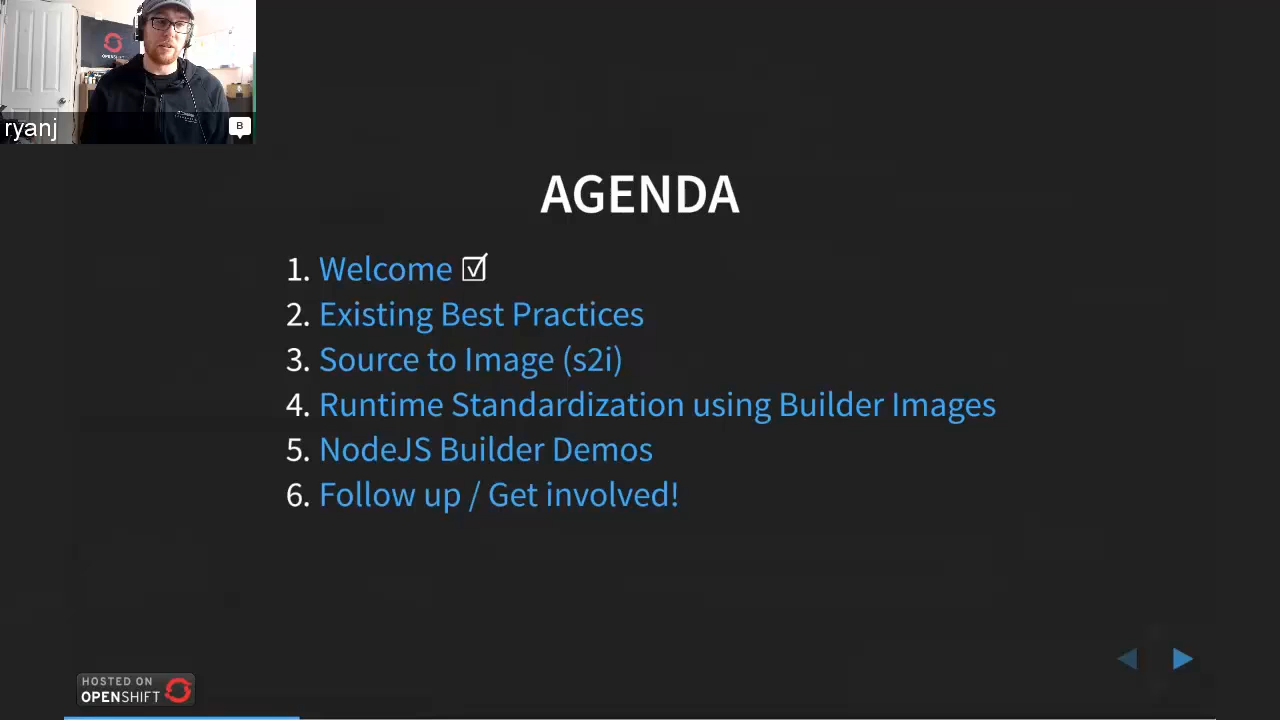 OPENSHIFT
ryanj
B
AGENDA
1. Welcome ☑
2. Existing Best Practices
3. Source to Image (s2i)
4. Runtime Standardization using Builder Images
5. NodeJS Builder Demos
6. Follow up / Get involved!
HOSTED ON
OPENSHIFT